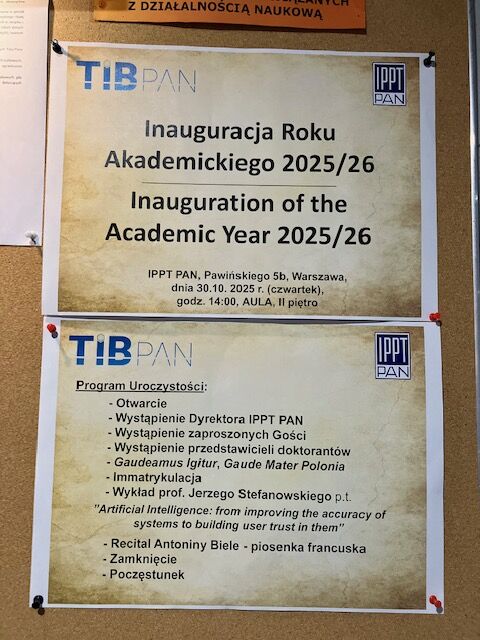 Z DZIAŁALNOŚCIĄ NAUKOWĄ
TIB PAN
IPPT
PAN
Inauguracja Roku
Akademickiego 2025/26
Inauguration of the
Academic Year 2025/26
IPPT PAN, Pawińskiego 5b, Warszawa,
dnia 30.10. 2025 r. (czwartek),
godz. 14:00, AULA, II piętro
TIB PAN
IPPT
PAN
Program Uroczystości:
- Otwarcie
- Wystąpienie Dyrektora IPPT PAN
- Wystąpienie zaproszonych Gości
- Wystąpienie przedstawicieli doktorantów
- Gaudeamus Igitur, Gaude Mater Polonia
- Immatrykulacja
- Wykład prof. Jerzego Stefanowskiego p.t.
"Artificial Intelligence: from improving the accuracy of
systems to building user trust in them"
- Recital Antoniny Biele - piosenka francuska
- Zamknięcie
- Poczęstunek